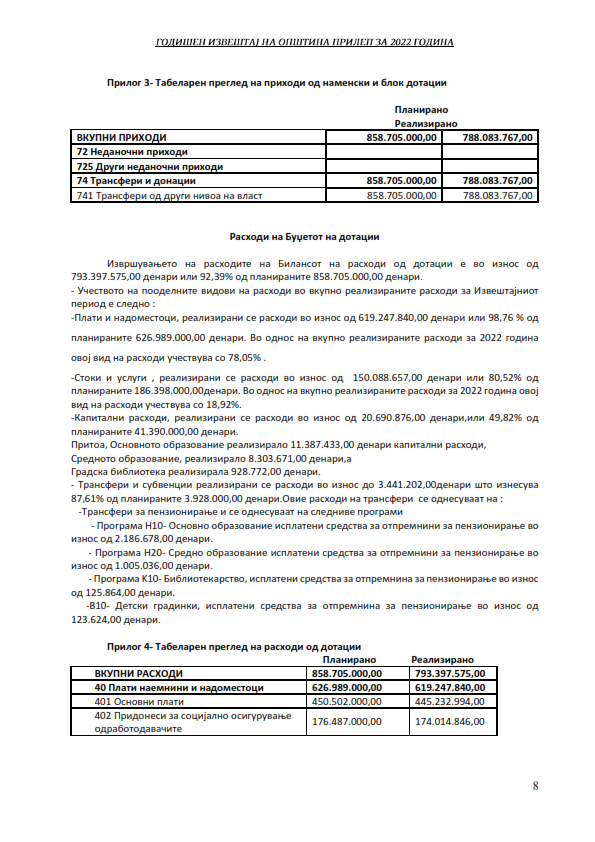 ГОДИШЕН ИЗВЕШТАЈ НА ОПШТИНА ПРИЛЕП ЗА 2022 ГОДИНА
Прилог 3- Табеларен преглед на приходи од наменски и блок дотации
Планирано
Реализирано
ВКУПНИ ПРИХОДИ 858.705.000,00 788.083.767,00
72 Неданочни приходи
725 Други неданочни приходи
74 Трансфери и донации 858.705.000,00 788.083.767,00
741 Трансфери од други нивоа на власт 858.705.000,00 788.083.767,00
Расходи на Буџетот на дотации
Извршувањето на расходите на Билансот на расходи од дотации е во износ од
793.397.575,00 денари или 92,39% од планираните 858.705.000,00 денари.
- Учеството на пооделните видови на расходи во вкупно реализираните расходи за Извештајниот
период е следно :
-Плати и надоместоци, реализирани се расходи во износ од 619.247.840,00 денари или 98,76 % од
планираните 626.989.000,00 денари. Во однос на вкупно реализираните расходи за 2022 година
овој вид на расходи учествува со 78,05% .
-Стоки и услуги , реализирани се расходи во износ од 150.088.657,00 денари или 80,52% од
планираните 186.398.000,00денари. Во однос на вкупно реализираните расходи за 2022 година овој
вид на расходи учествува со 18,92%.
-Капитални расходи, реализирани се расходи во износ од 20.690.876,00 денари,или 49,82% од
планираните 41.390.000,00 денари.
Притоа, Основното образование реализирало 11.387.433,00 денари капитални расходи,
Средното образование, реализирало 8.303.671,00 денари,а
Градска библиотека реализирала 928.772,00 денари.
- Трансфери и субвенции реализирани се расходи во износ до 3.441.202,00денари што изнесува
87,61% од планираните 3.928.000,00 денари.Овие расходи на трансфери се однесуваат на :
-Трансфери за пензионирање и се однесуваат на следниве програми
- Програма Н10- Основно образование исплатени средства за отпремнини за пензионирање во
износ од 2.186.678,00 денари.
- Програма Н20- Средно образование исплатени средства за отпремнини за пензионирање во
износ од 1.005.036,00 денари.
- Програма К10- Библиотекарство, исплатени средства за отпремнина за пензионирање во износ
од 125.864,00 денари.
-В10- Детски градинки, исплатени средства за отпремнина за пензионирање во износ од
123.624,00 денари.
Прилог 4- Табеларен преглед на расходи од дотации
Планирано Реализирано
ВКУПНИ РАСХОДИ 858.705.000,00 793.397.575,00
40 Плати наемнини и надоместоци 626.989.000,00 619.247.840,00
401 Основни плати 450.502.000,00 445.232.994,00
402 Придонеси за социјално осигурување
одработодавачите 176.487.000,00 174.014.846,00
8